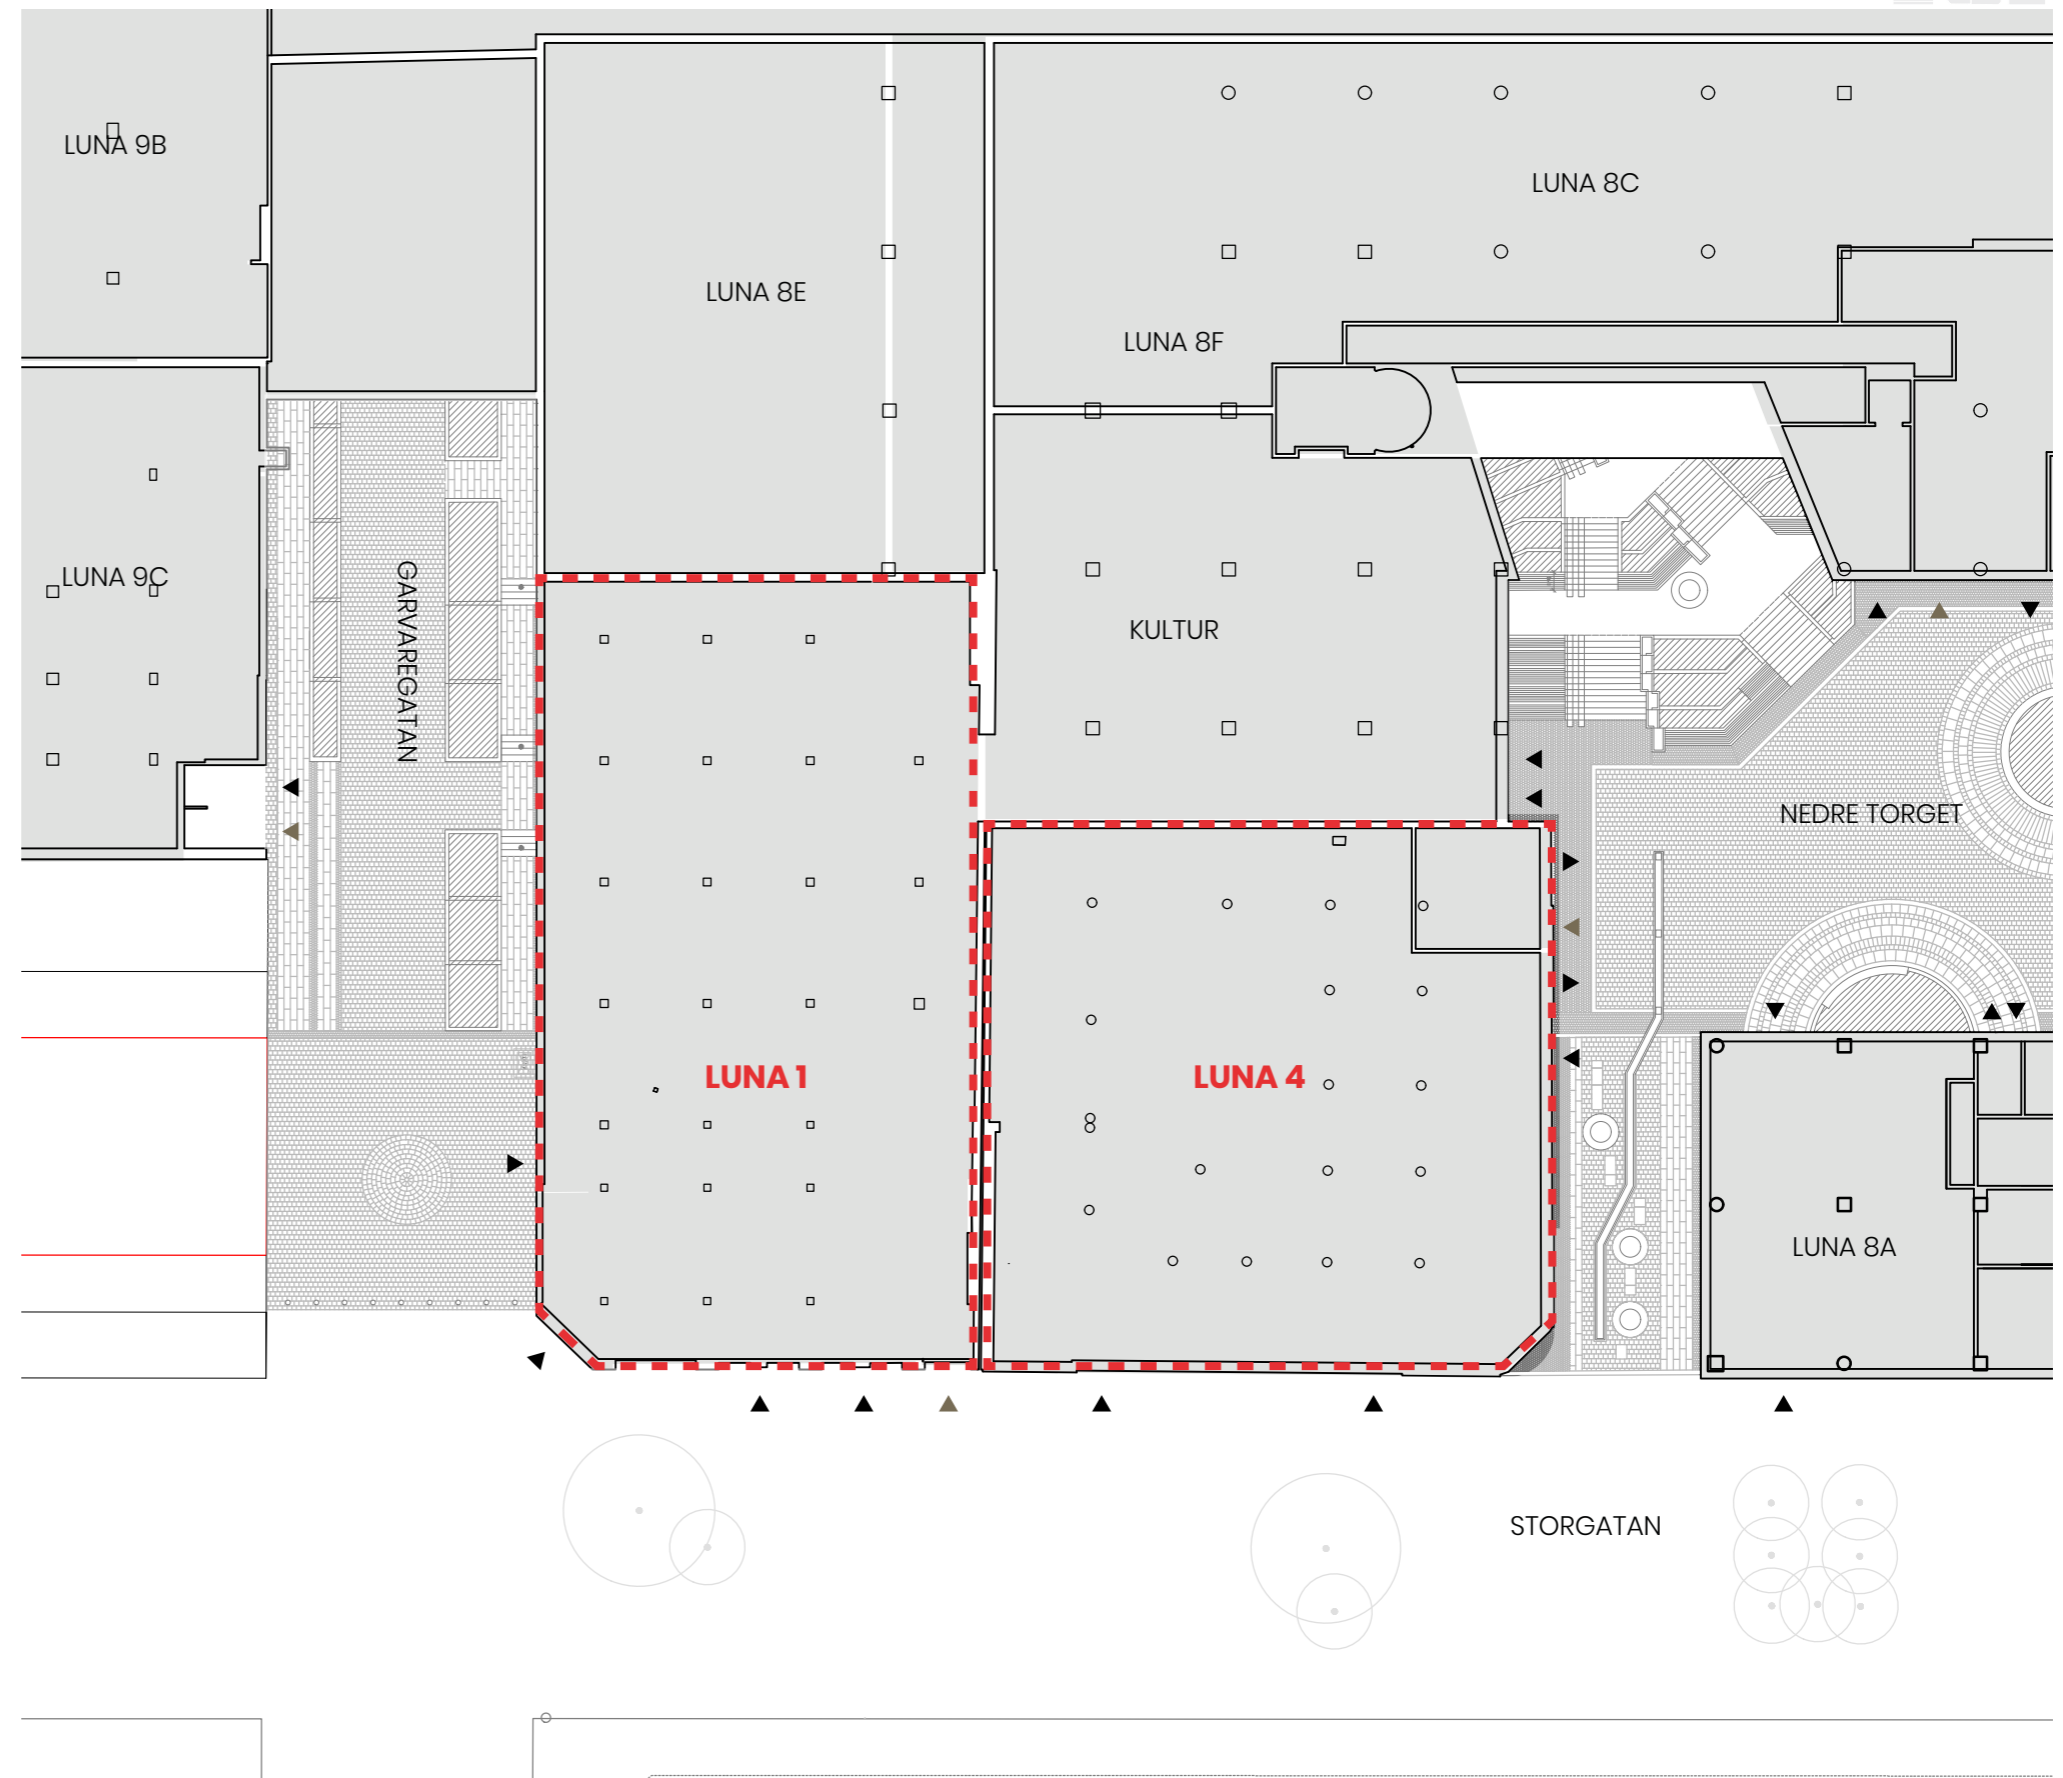 LUNA 9B
LUNA 8C
LUNA 8E
LUNA 8F
LUNA 9C
GARVAREGATAN
KULTUR
NEDRE TORGET
LUNA 1
LUNA 4
LUNA 8A
STORGATAN